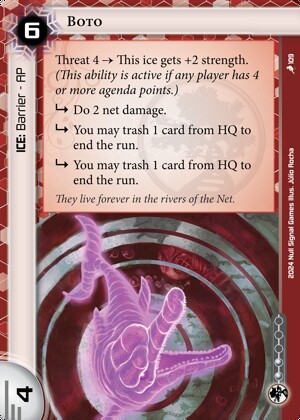 6
BOTO
ICE: Barrier - AP
Threat 4 → This ice gets +2 strength.
(This ability is active if any player has 4
or more agenda points.)
↳ Do 2 net damage.
↳ You may trash 1 card from HQ to
end the run.
↳ You may trash 1 card from HQ to
end the run.
They live forever in the rivers of the Net.
109
2024 Null Signal Games Illus. Júlio Rocha
4